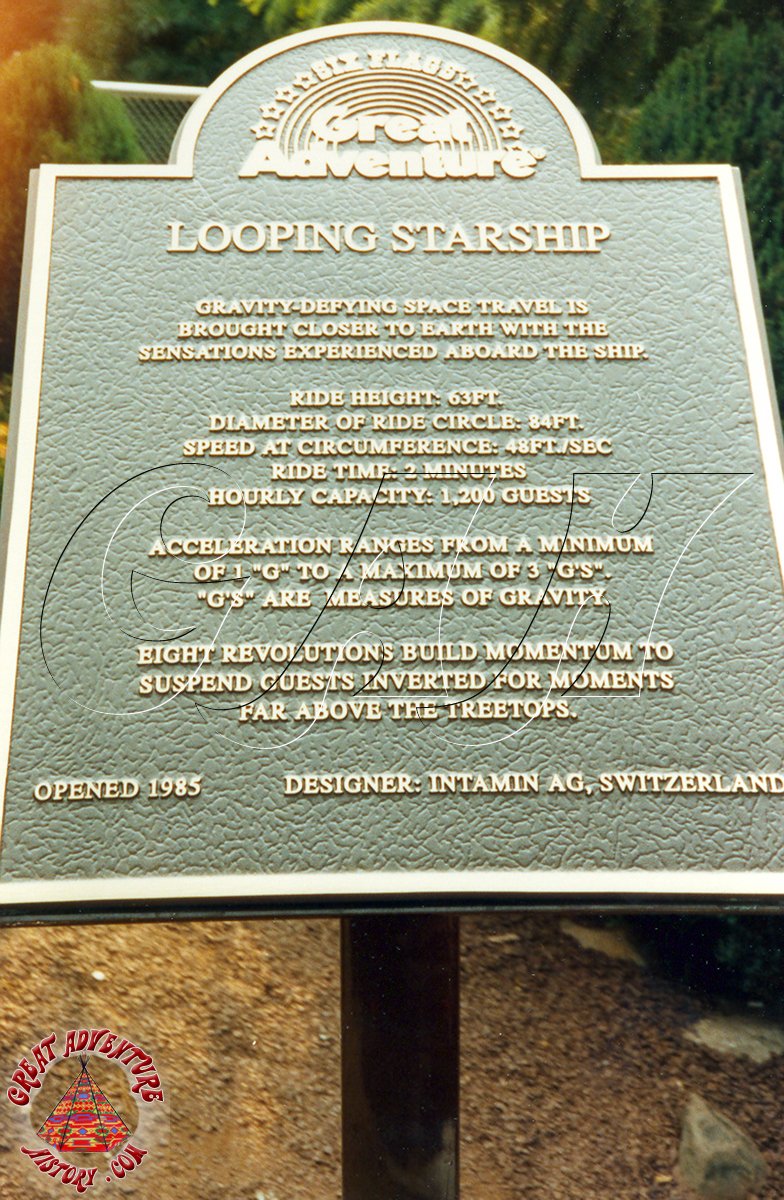 SIX FLAGS
Great
Adventure
LOOPING STARSHIP
GRAVITY-DEFYING SPACE TRAVEL IS
BROUGHT CLOSER TO EARTH WITH THE
SENSATIONS EXPERIENCED ABOARD THE SHIP.
RIDE HEIGHT: 63FT.
DIAMETER OF RIDE CIRCLE: 84FT.
SPEED AT CIRCUMFERENCE: 48FT./SEC
RIDE TIME: 2 MINUTES
HOURLY CAPACITY: 1,200 GUESTS
ACCELERATION RANGES FROM A MINIMUM
OF 1 "G" TO A MAXIMUM OF 3 "G'S".
"G'S" ARE MEASURES OF GRAVITY.
EIGHT REVOLUTIONS BUILD MOMENTUM TO
SUSPEND GUESTS INVERTED FOR MOMENTS
FAR ABOVE THE TREETOPS.
OPENED 1985 DESIGNER: INTAMIN AG, SWITZERLAND
GREAT ADVENTURE
HISTORY.COM